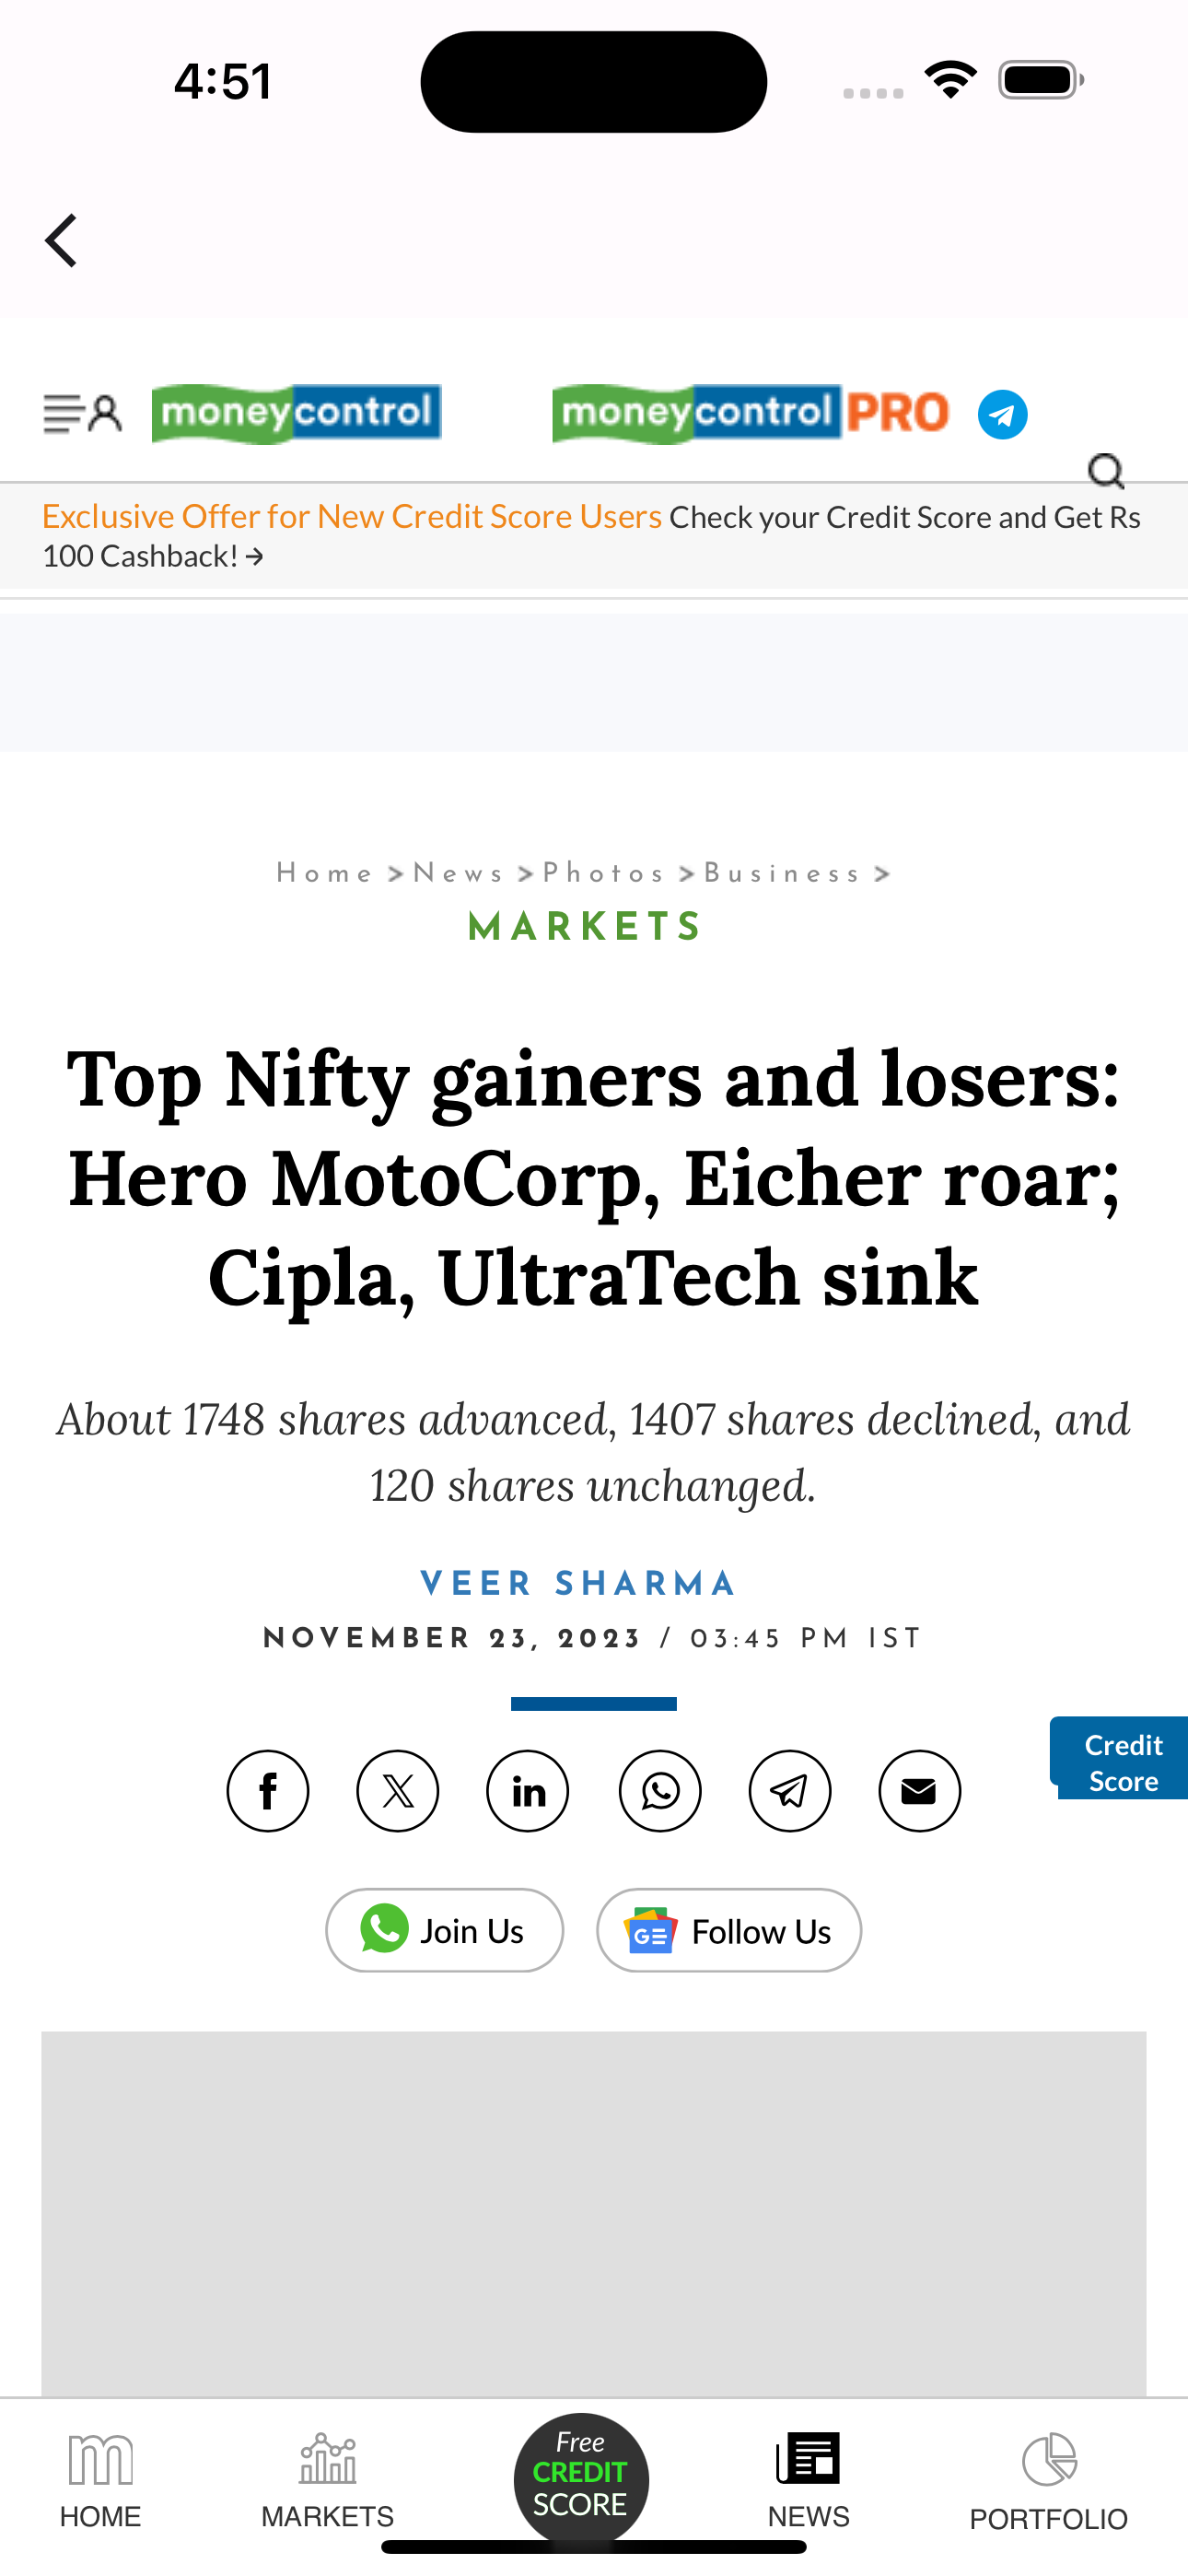 4:51
moneycontrol
moneycontrol PRO
Exclusive Offer for New Credit Score Users Check your Credit Score and Get Rs
100 Cashback! →
Home > News > Photos > Business >
MARKETS
Top Nifty gainers and losers:
Hero MotoCorp, Eicher roar;
Cipla, UltraTech sink
About 1748 shares advanced, 1407 shares declined, and
120 shares unchanged.
VEER SHARMA
NOVEMBER 23, 2023 / 03:45 PM IST
Credit
Score
Join Us
GE Follow Us
Free
CREDIT
SCORE
HOME
MARKETS
NEWS
PORTFOLIO